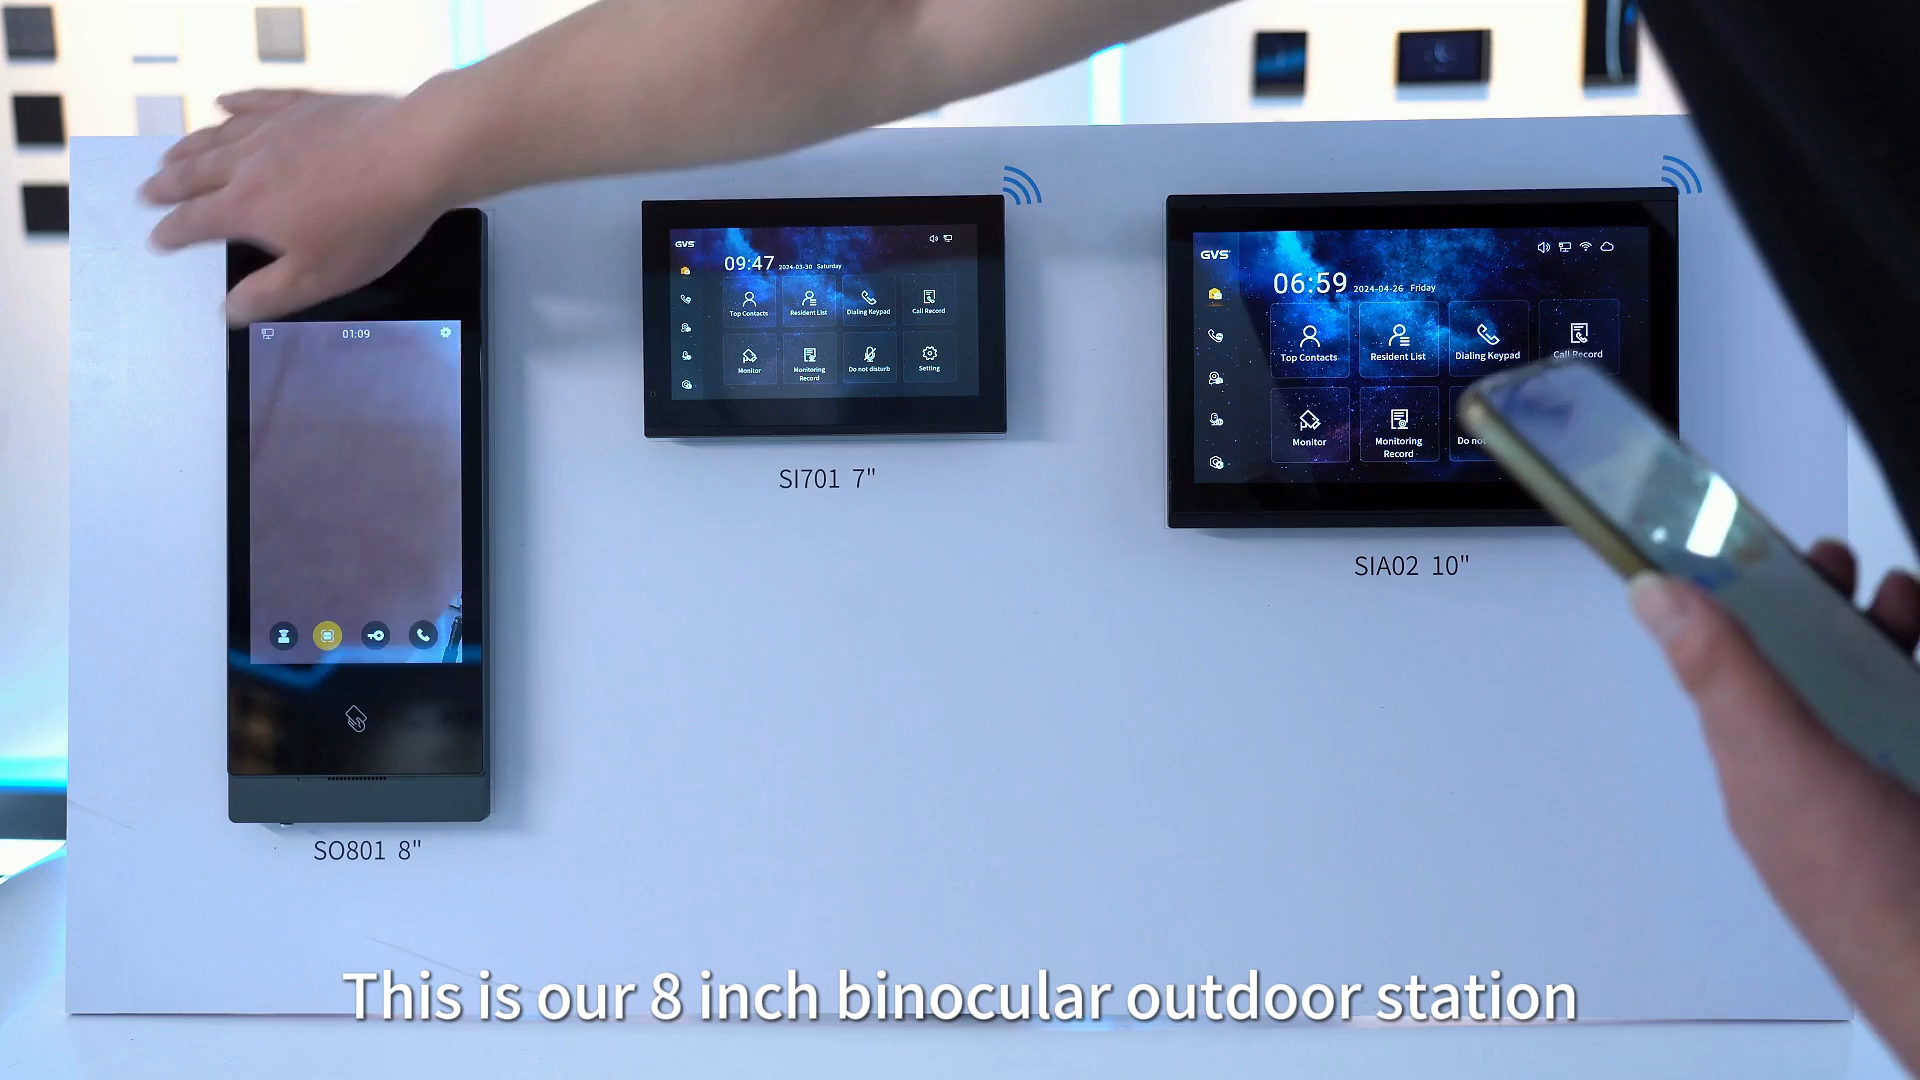 01:09
SO801 8"
GVS
09:47 2024-03-30 Saturday
Top Contacts
Resident List
Dialing Keypad
Call Record
Monitor
Monitoring Record
Do not disturb
Setting
SI701 7"
GVS
06:59 2024-04-26 Friday
Top Contacts
Resident List
Dialing Keypad
Call Record
Monitor
Monitoring Record
Do not
SIA02 10"
This is our 8 inch binocular outdoor station